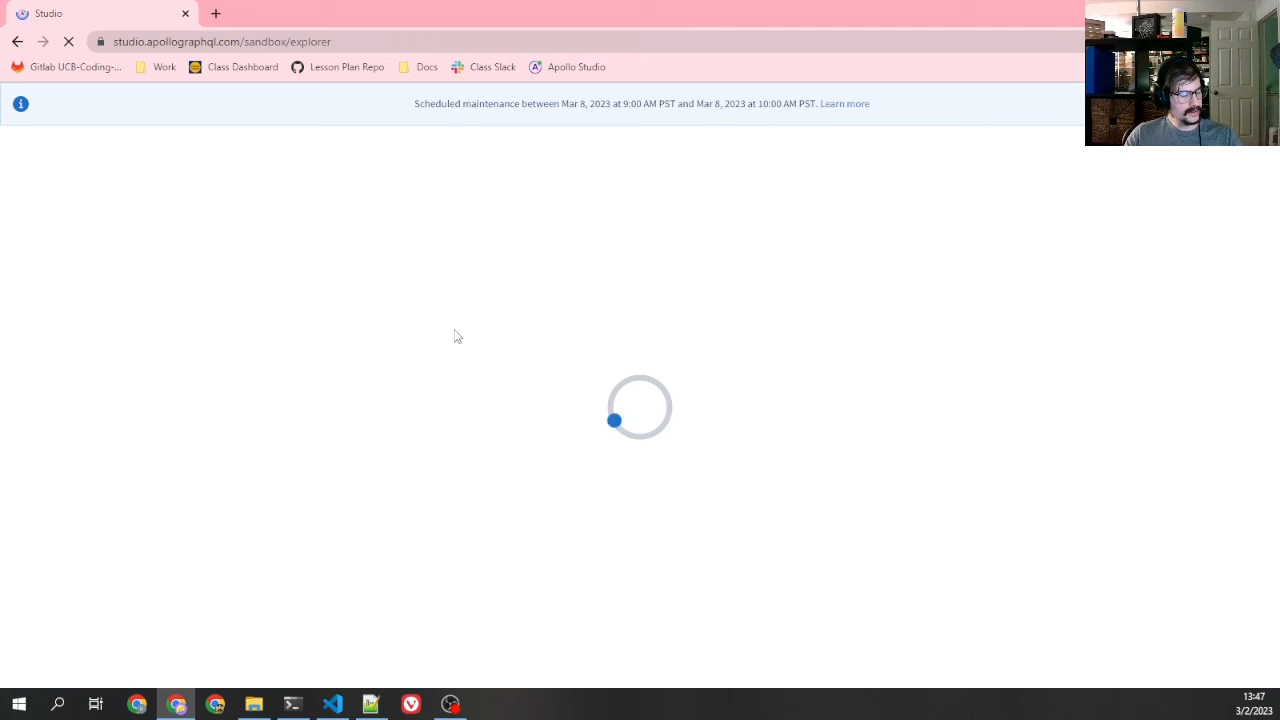 Studio
studio.apollographql.com/sandbox/explorer
Gitlab UCB-Coding-
Work
Class Dashboard
Lesson Plan Repo
Class Slack
Apollo Studio
Scheduled maintenance between Mar 8, 2023 at 9:00 AM PST and Mar 8, 2023 at 10:00 AM PST. Learn more
13:47
3/2/2023